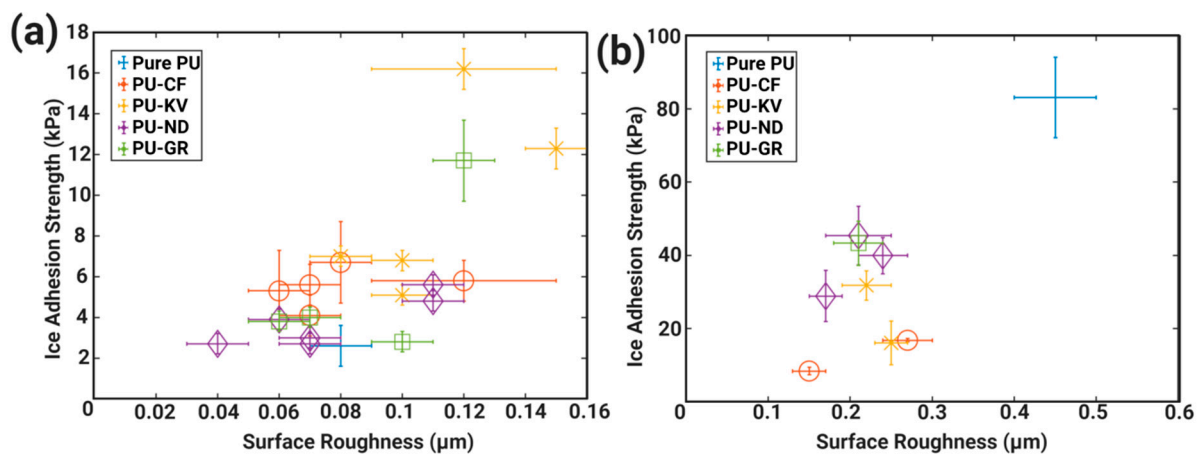 (a)
18
16
14
12
10
8
6
4
2
0
0.02
0.04
0.06
0.08
0.1
0.12
0.14
0.16
Ice Adhesion Strength (kPa)
Surface Roughness (μm)
Pure PU
PU-CF
PU-KV
PU-ND
PU-GR
(b)
100
80
60
40
20
0
0.1
0.2
0.3
0.4
0.5
0.6
Ice Adhesion Strength (kPa)
Surface Roughness (μm)
Pure PU
PU-CF
PU-KV
PU-ND
PU-GR